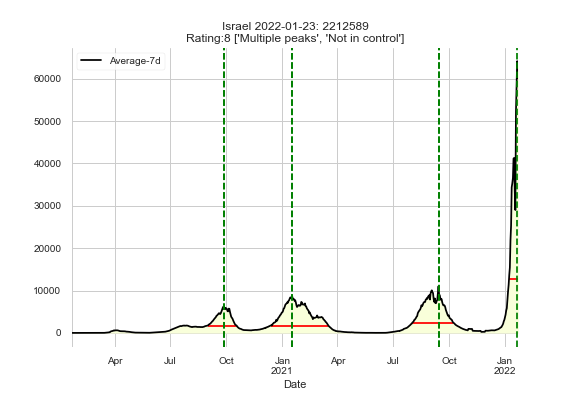 Israel 2022-01-23: 2212589
Rating:8 ['Multiple peaks', 'Not in control']
Average-7d
60000
50000
40000
30000
20000
10000
0
Apr Jul Oct Jan Apr Jul Oct Jan
2021 2022
Date